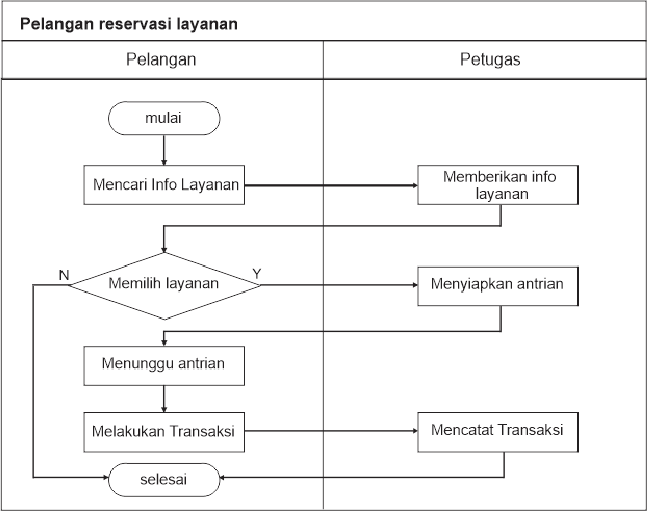 Pelangan reservasi layanan
Pelangan
Petugas
mulai
Mencari Info Layanan
Memberikan info
layanan
N
Memilih layanan
Y
Menyiapkan antrian
Menunggu antrian
Melakukan Transaksi
Mencatat Transaksi
selesai